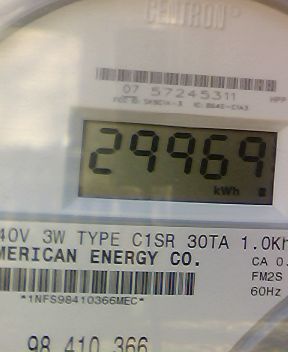 CENTRON®
07 57245311
29969
kWh
40V 3W TYPE C1SR 30TA 1.0Kh
MERICAN ENERGY CO.
CA 0.
FM2S
60Hz
*1NFS98410366MEC*
98 410 366